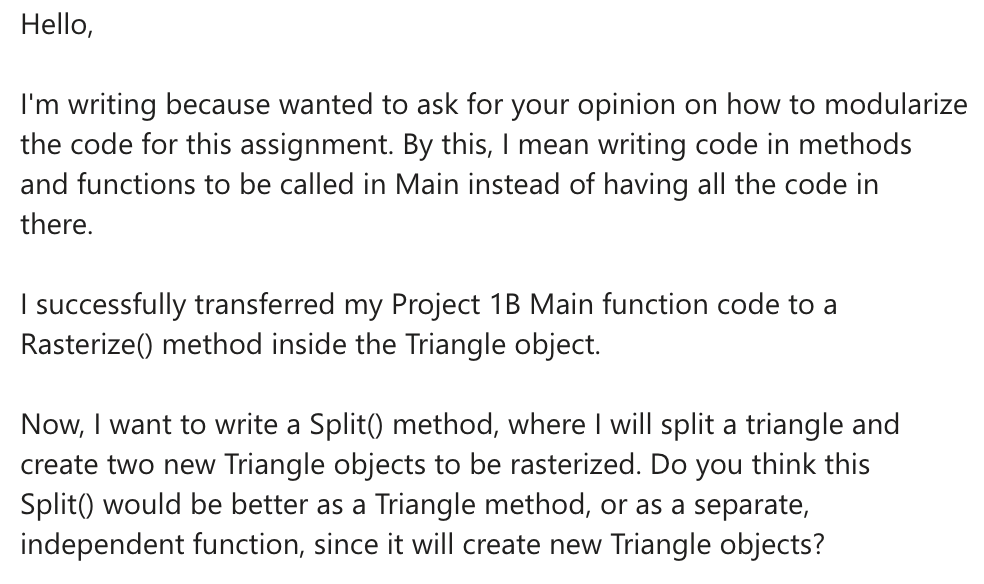 Hello,
I'm writing because wanted to ask for your opinion on how to modularize
the code for this assignment. By this, I mean writing code in methods
and functions to be called in Main instead of having all the code in
there.
I successfully transferred my Project 1B Main function code to a
Rasterize() method inside the Triangle object.
Now, I want to write a Split() method, where I will split a triangle and
create two new Triangle objects to be rasterized. Do you think this
Split() would be better as a Triangle method, or as a separate,
independent function, since it will create new Triangle objects?